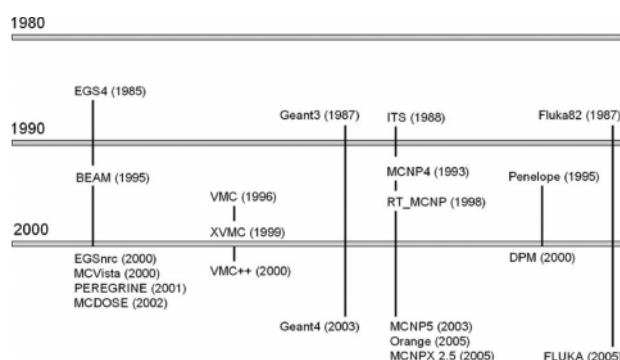 1980
EGS4 (1985)
Geant3 (1987)
ITS (1988)
Fluka82 (1987)
1990
BEAM (1995)
MCNP4 (1993)
Penelope (1995)
VMC (1996)
RT_MCNP (1998)
XVMC (1999)
2000
EGSnrc (2000)
MCVista (2000)
PEREGRINE (2001)
MCDOSE (2002)
VMC++ (2000)
DPM (2000)
Geant4 (2003)
MCNP5 (2003)
Orange (2005)
MCNPX 2.5 (2005)
FLUKA (2005)